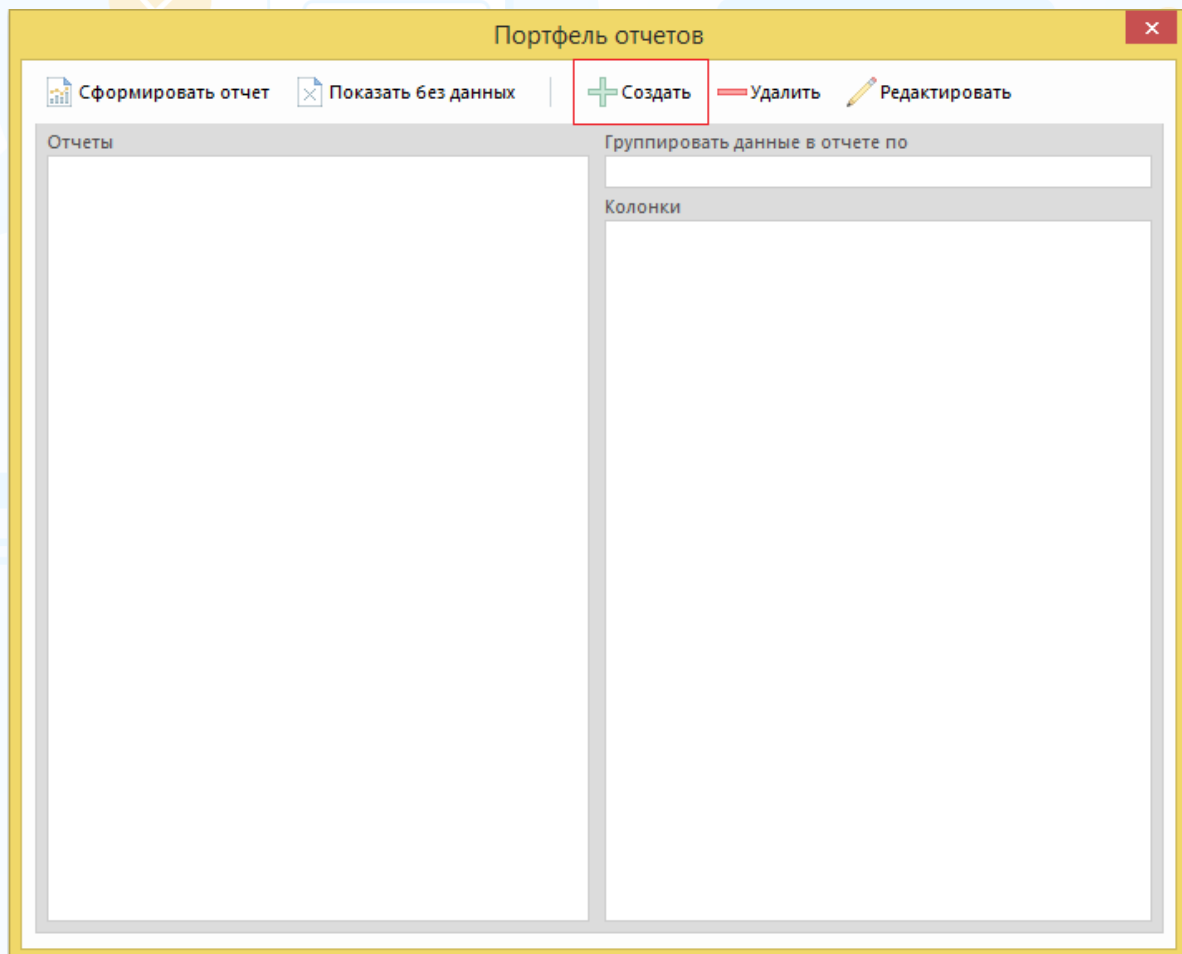 Портфель отчетов
Сформировать отчет Показать без данных Создать Удалить Редактировать
Отчеты
Группировать данные в отчете по
Колонки